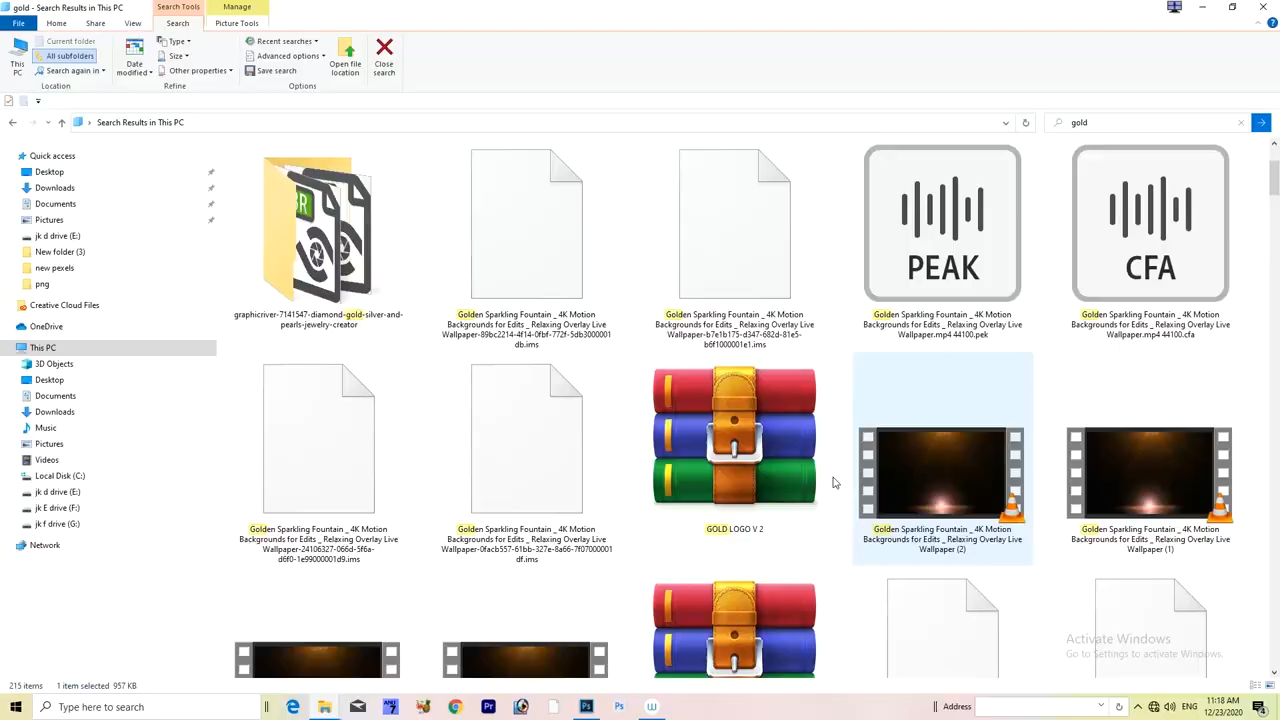 gold - Search Results in This PC
Search Tools
Manage
File
Home
Share
View
Search
Picture Tools
This PC
Current folder
All subfolders
Search again in
Location
Date modified
Type
Size
Other properties
Refine
Recent searches
Advanced options
Save search
Options
Open file location
Close search
Search Results in This PC
gold
Quick access
Desktop
Downloads
Documents
Pictures
jk d drive (E:)
New folder (3)
new pexels
png
Creative Cloud Files
OneDrive
This PC
3D Objects
Desktop
Documents
Downloads
Music
Pictures
Videos
Local Disk (C:)
jk d drive (E:)
jk E drive (F:)
jk f drive (G:)
Network
PEAK
CFA
graphicriver-7141547-diamond-gold-silver-and-
pearls-jewelry-creator
Golden Sparkling Fountain _ 4K Motion
Backgrounds for Edits _ Relaxing Overlay Live
Wallpaper-89bc2214-4f14-0fbf-772f-5db3000001
db.ims
Golden Sparkling Fountain _ 4K Motion
Backgrounds for Edits _ Relaxing Overlay Live
Wallpaper-b7e1b175-d347-682d-81e5-
b6f1000001e1.ims
Golden Sparkling Fountain _ 4K Motion
Backgrounds for Edits _ Relaxing Overlay Live
Wallpaper.mp4 44100.pek
Golden Sparkling Fountain _ 4K Motion
Backgrounds for Edits _ Relaxing Overlay Live
Wallpaper.mp4 44100.cfa
Golden Sparkling Fountain _ 4K Motion
Backgrounds for Edits _ Relaxing Overlay Live
Wallpaper-24106327-066d-5f6a-
d6f0-1e99000001d9.ims
Golden Sparkling Fountain _ 4K Motion
Backgrounds for Edits _ Relaxing Overlay Live
Wallpaper-0facb557-61bb-327e-8a66-7f07000001
df.ims
GOLD LOGO V 2
Golden Sparkling Fountain _ 4K Motion
Backgrounds for Edits _ Relaxing Overlay Live
Wallpaper (2)
Golden Sparkling Fountain _ 4K Motion
Backgrounds for Edits _ Relaxing Overlay Live
Wallpaper (1)
Activate Windows
Go to Settings to activate Windows.
215 items
1 item selected 957 KB
Type here to search
Pr
Ps
Ps
Address
ENG
11:18 AM
12/23/2020